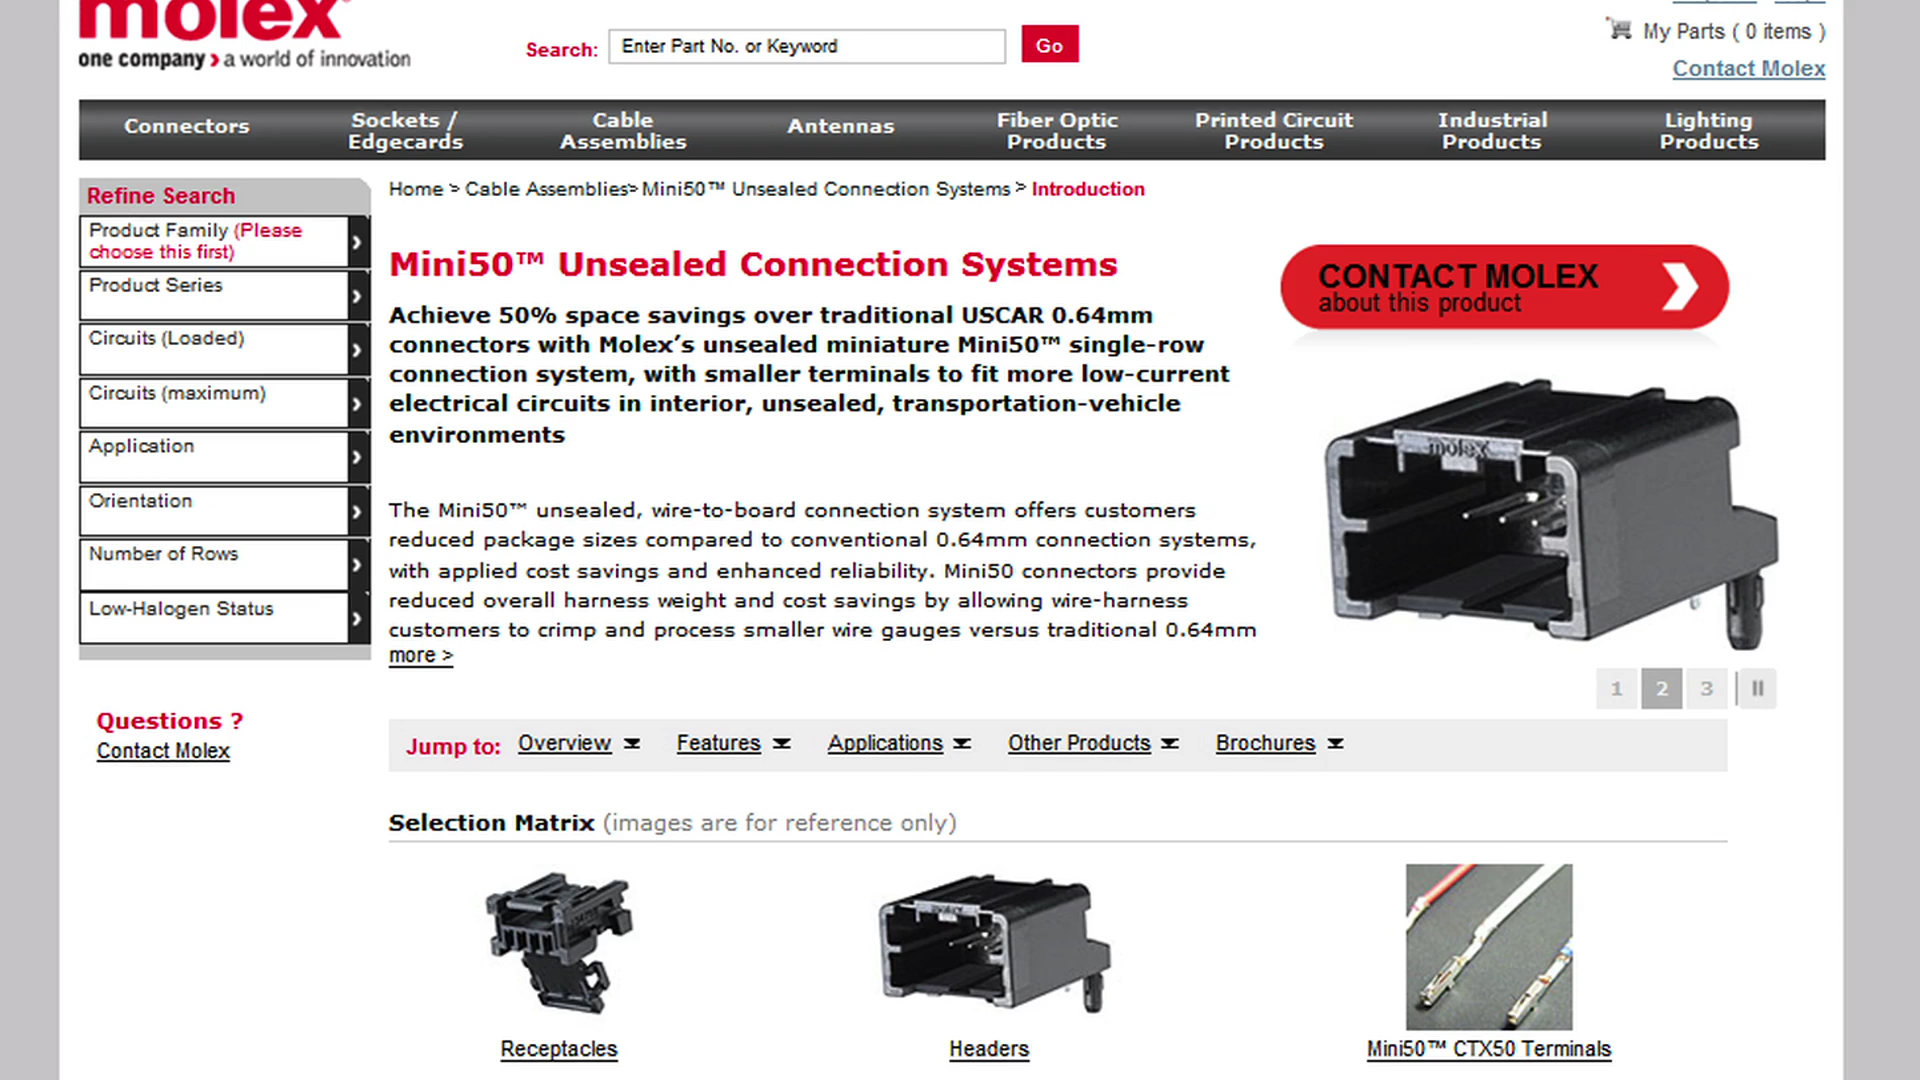 molex
one company > a world of innovation
Search: Enter Part No. or Keyword Go
My Parts ( 0 items )
Contact Molex
Connectors
Sockets /
Edgecards
Cable
Assemblies
Antennas
Fiber Optic
Products
Printed Circuit
Products
Industrial
Products
Lighting
Products
Refine Search
Product Family (Please
choose this first)
Product Series
Circuits (Loaded)
Circuits (maximum)
Application
Orientation
Number of Rows
Low-Halogen Status
Questions ?
Contact Molex
Home > Cable Assemblies> Mini50™ Unsealed Connection Systems > Introduction
Mini50™ Unsealed Connection Systems
Achieve 50% space savings over traditional USCAR 0.64mm
connectors with Molex’s unsealed miniature Mini50™ single-row
connection system, with smaller terminals to fit more low-current
electrical circuits in interior, unsealed, transportation-vehicle
environments
The Mini50™ unsealed, wire-to-board connection system offers customers
reduced package sizes compared to conventional 0.64mm connection systems,
with applied cost savings and enhanced reliability. Mini50 connectors provide
reduced overall harness weight and cost savings by allowing wire-harness
customers to crimp and process smaller wire gauges versus traditional 0.64mm
more >
CONTACT MOLEX
about this product
molex
1 2 3
Jump to: Overview Features Applications Other Products Brochures
Selection Matrix (images are for reference only)
molex
Receptacles
Headers
Mini50™ CTX50 Terminals